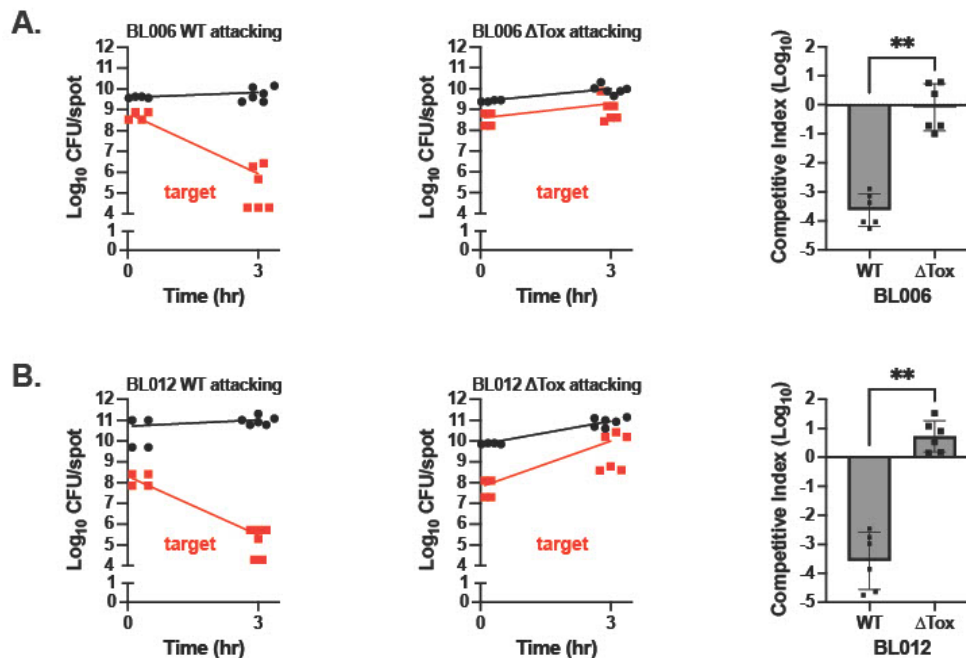 A.
BL006 WT attacking
Log10 CFU/spot
11
10
9
8
7
6
5
4
1
0
target
0
3
Time (hr)
BL006 ΔTox attacking
Log10 CFU/spot
11
10
9
8
7
6
5
4
1
0
target
0
3
Time (hr)
Competitive Index (Log10)
2
1
0
-1
-2
-3
-4
-5
**
WT
ΔTox
BL006
B.
BL012 WT attacking
Log10 CFU/spot
12
11
10
9
8
7
6
5
4
1
0
target
0
3
Time (hr)
BL012 ΔTox attacking
Log10 CFU/spot
12
11
10
9
8
7
6
5
4
1
0
target
0
3
Time (hr)
Competitive Index (Log10)
2
1
0
-1
-2
-3
-4
-5
**
WT
ΔTox
BL012